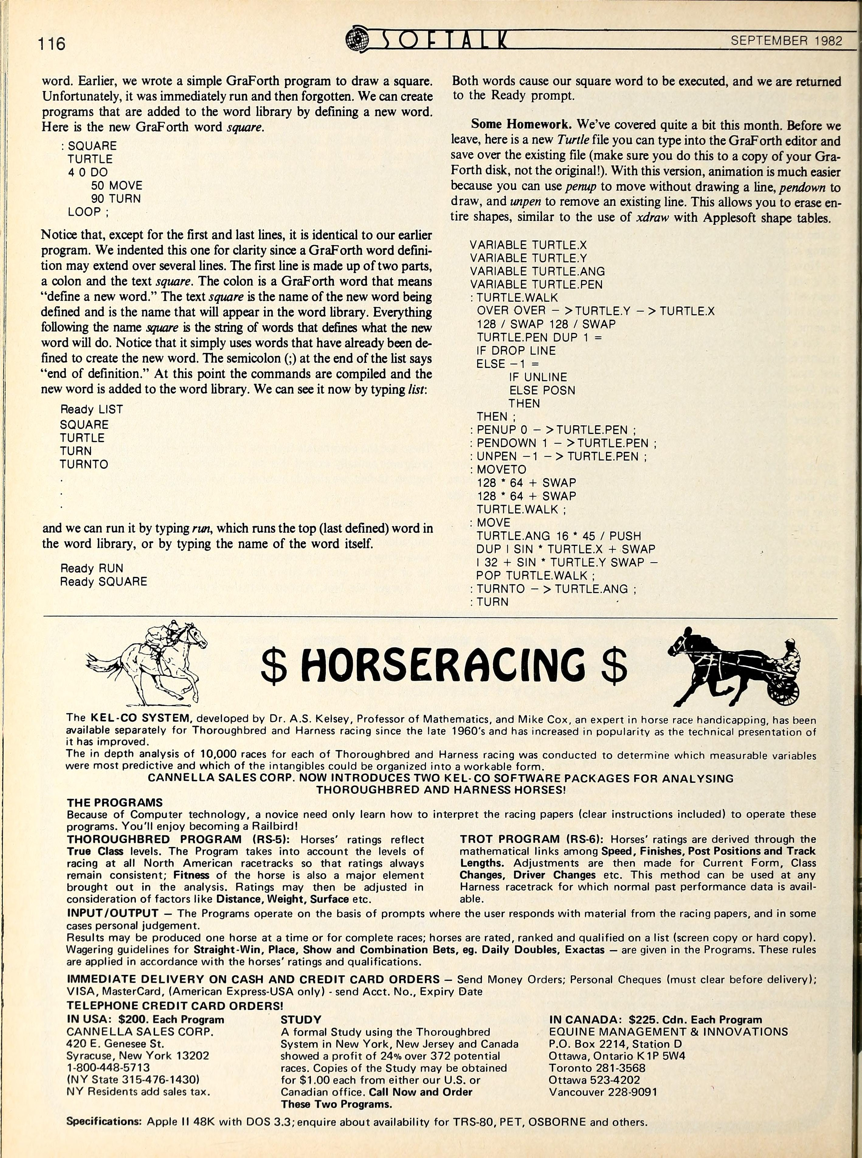 116
SOFTALK
SEPTEMBER 1982
word. Earlier, we wrote a simple GraForth program to draw a square.
Unfortunately, it was immediately run and then forgotten. We can create
programs that are added to the word library by defining a new word.
Here is the new GraForth word square.
: SQUARE
TURTLE
4 0 DO
50 MOVE
90 TURN
LOOP ;
Notice that, except for the first and last lines, it is identical to our earlier
program. We indented this one for clarity since a GraForth word defini-
tion may extend over several lines. The first line is made up of two parts,
a colon and the text square. The colon is a GraForth word that means
"define a new word." The text square is the name of the new word being
defined and is the name that will appear in the word library. Everything
following the name square is the string of words that defines what the new
word will do. Notice that it simply uses words that have already been de-
fined to create the new word. The semicolon (;) at the end of the list says
"end of definition." At this point the commands are compiled and the
new word is added to the word library. We can see it now by typing list:
Ready LIST
SQUARE
TURTLE
TURN
TURNTO
.
.
.
and we can run it by typing run, which runs the top (last defined) word in
the word library, or by typing the name of the word itself.
Ready RUN
Ready SQUARE
Both words cause our square word to be executed, and we are returned
to the Ready prompt.
Some Homework. We've covered quite a bit this month. Before we
leave, here is a new Turtle file you can type into the GraForth editor and
save over the existing file (make sure you do this to a copy of your Gra-
Forth disk, not the original!). With this version, animation is much easier
because you can use penup to move without drawing a line, pendown to
draw, and unpen to remove an existing line. This allows you to erase en-
tire shapes, similar to the use of xdraw with Applesoft shape tables.
VARIABLE TURTLE.X
VARIABLE TURTLE.Y
VARIABLE TURTLE.ANG
VARIABLE TURTLE.PEN
: TURTLE.WALK
OVER OVER - > TURTLE.Y - > TURTLE.X
128 / SWAP 128 / SWAP
TURTLE.PEN DUP 1 =
IF DROP LINE
ELSE -1 =
IF UNLINE
ELSE POSN
THEN
THEN ;
: PENUP 0 - > TURTLE.PEN ;
: PENDOWN 1 - > TURTLE.PEN ;
: UNPEN -1 - > TURTLE.PEN ;
: MOVETO
128 * 64 + SWAP
128 * 64 + SWAP
TURTLE.WALK ;
: MOVE
TURTLE.ANG 16 * 45 / PUSH
DUP I SIN * TURTLE.X + SWAP
I 32 + SIN * TURTLE.Y SWAP -
POP TURTLE.WALK ;
: TURNTO - > TURTLE.ANG ;
: TURN
$ HORSERACING $
The KEL-CO SYSTEM, developed by Dr. A.S. Kelsey, Professor of Mathematics, and Mike Cox, an expert in horse race handicapping, has been
available separately for Thoroughbred and Harness racing since the late 1960's and has increased in popularity as the technical presentation of
it has improved.
The in depth analysis of 10,000 races for each of Thoroughbred and Harness racing was conducted to determine which measurable variables
were most predictive and which of the intangibles could be organized into a workable form.
CANNELLA SALES CORP. NOW INTRODUCES TWO KEL-CO SOFTWARE PACKAGES FOR ANALYSING
THOROUGHBRED AND HARNESS HORSES!
THE PROGRAMS
Because of Computer technology, a novice need only learn how to interpret the racing papers (clear instructions included) to operate these
programs. You'll enjoy becoming a Railbird!
THOROUGHBRED PROGRAM (RS-5): Horses' ratings reflect
True Class levels. The Program takes into account the levels of
racing at all North American racetracks so that ratings always
remain consistent; Fitness of the horse is also a major element
brought out in the analysis. Ratings may then be adjusted in
consideration of factors like Distance, Weight, Surface etc.
TROT PROGRAM (RS-6): Horses' ratings are derived through the
mathematical links among Speed, Finishes, Post Positions and Track
Lengths. Adjustments are then made for Current Form, Class
Changes, Driver Changes etc. This method can be used at any
Harness racetrack for which normal past performance data is avail-
able.
INPUT/OUTPUT — The Programs operate on the basis of prompts where the user responds with material from the racing papers, and in some
cases personal judgement.
Results may be produced one horse at a time or for complete races; horses are rated, ranked and qualified on a list (screen copy or hard copy).
Wagering guidelines for Straight-Win, Place, Show and Combination Bets, eg. Daily Doubles, Exactas — are given in the Programs. These rules
are applied in accordance with the horses' ratings and qualifications.
IMMEDIATE DELIVERY ON CASH AND CREDIT CARD ORDERS — Send Money Orders; Personal Cheques (must clear before delivery);
VISA, MasterCard, (American Express-USA only) - send Acct. No., Expiry Date
TELEPHONE CREDIT CARD ORDERS!
IN USA: $200. Each Program
CANNELLA SALES CORP.
420 E. Genesee St.
Syracuse, New York 13202
1-800-448-5713
(NY State 315-476-1430)
NY Residents add sales tax.
STUDY
A formal Study using the Thoroughbred
System in New York, New Jersey and Canada
showed a profit of 24% over 372 potential
races. Copies of the Study may be obtained
for $1.00 each from either our U.S. or
Canadian office. Call Now and Order
These Two Programs.
IN CANADA: $225. Cdn. Each Program
EQUINE MANAGEMENT & INNOVATIONS
P.O. Box 2214, Station D
Ottawa, Ontario K1P 5W4
Toronto 281-3568
Ottawa 523-4202
Vancouver 228-9091
Specifications: Apple II 48K with DOS 3.3; enquire about availability for TRS-80, PET, OSBORNE and others.